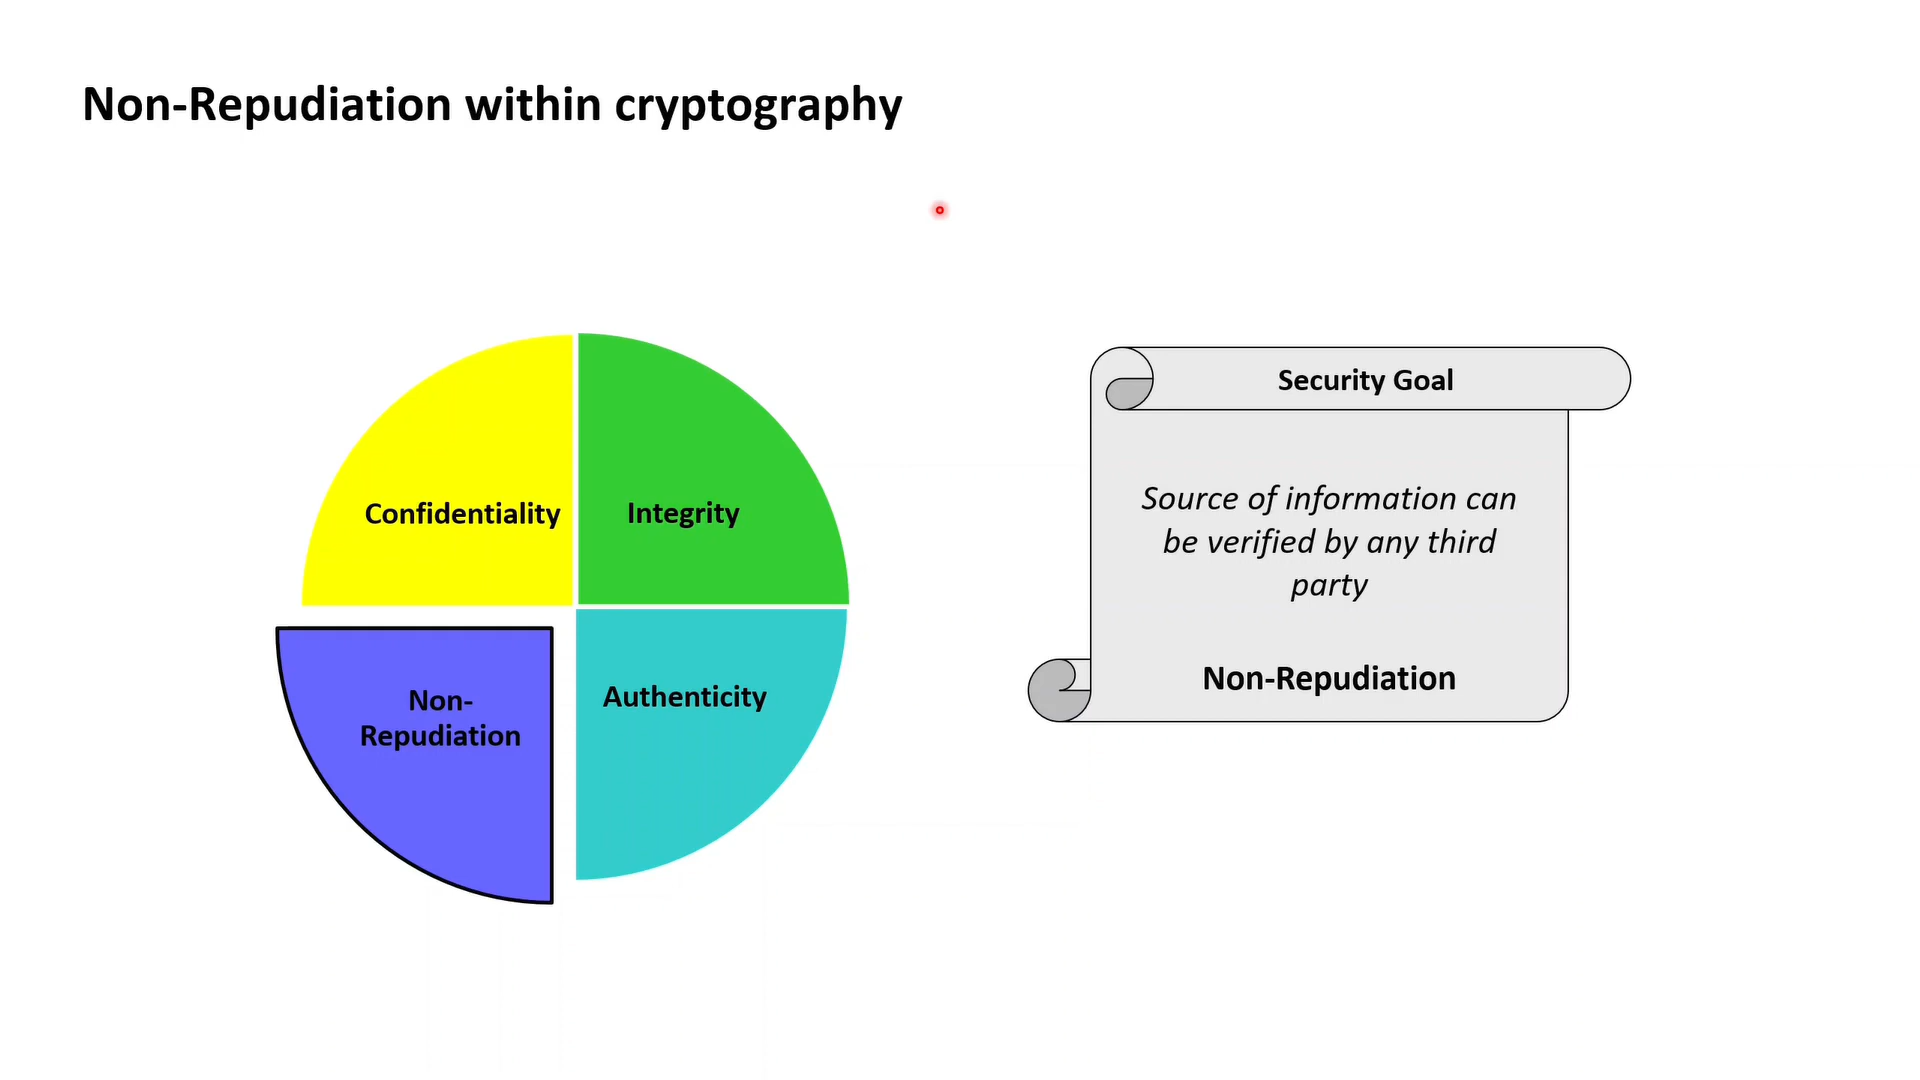 Non-Repudiation within cryptography
Confidentiality
Integrity
Non-
Repudiation
Authenticity
Security Goal
Source of information can
be verified by any third
party
Non-Repudiation